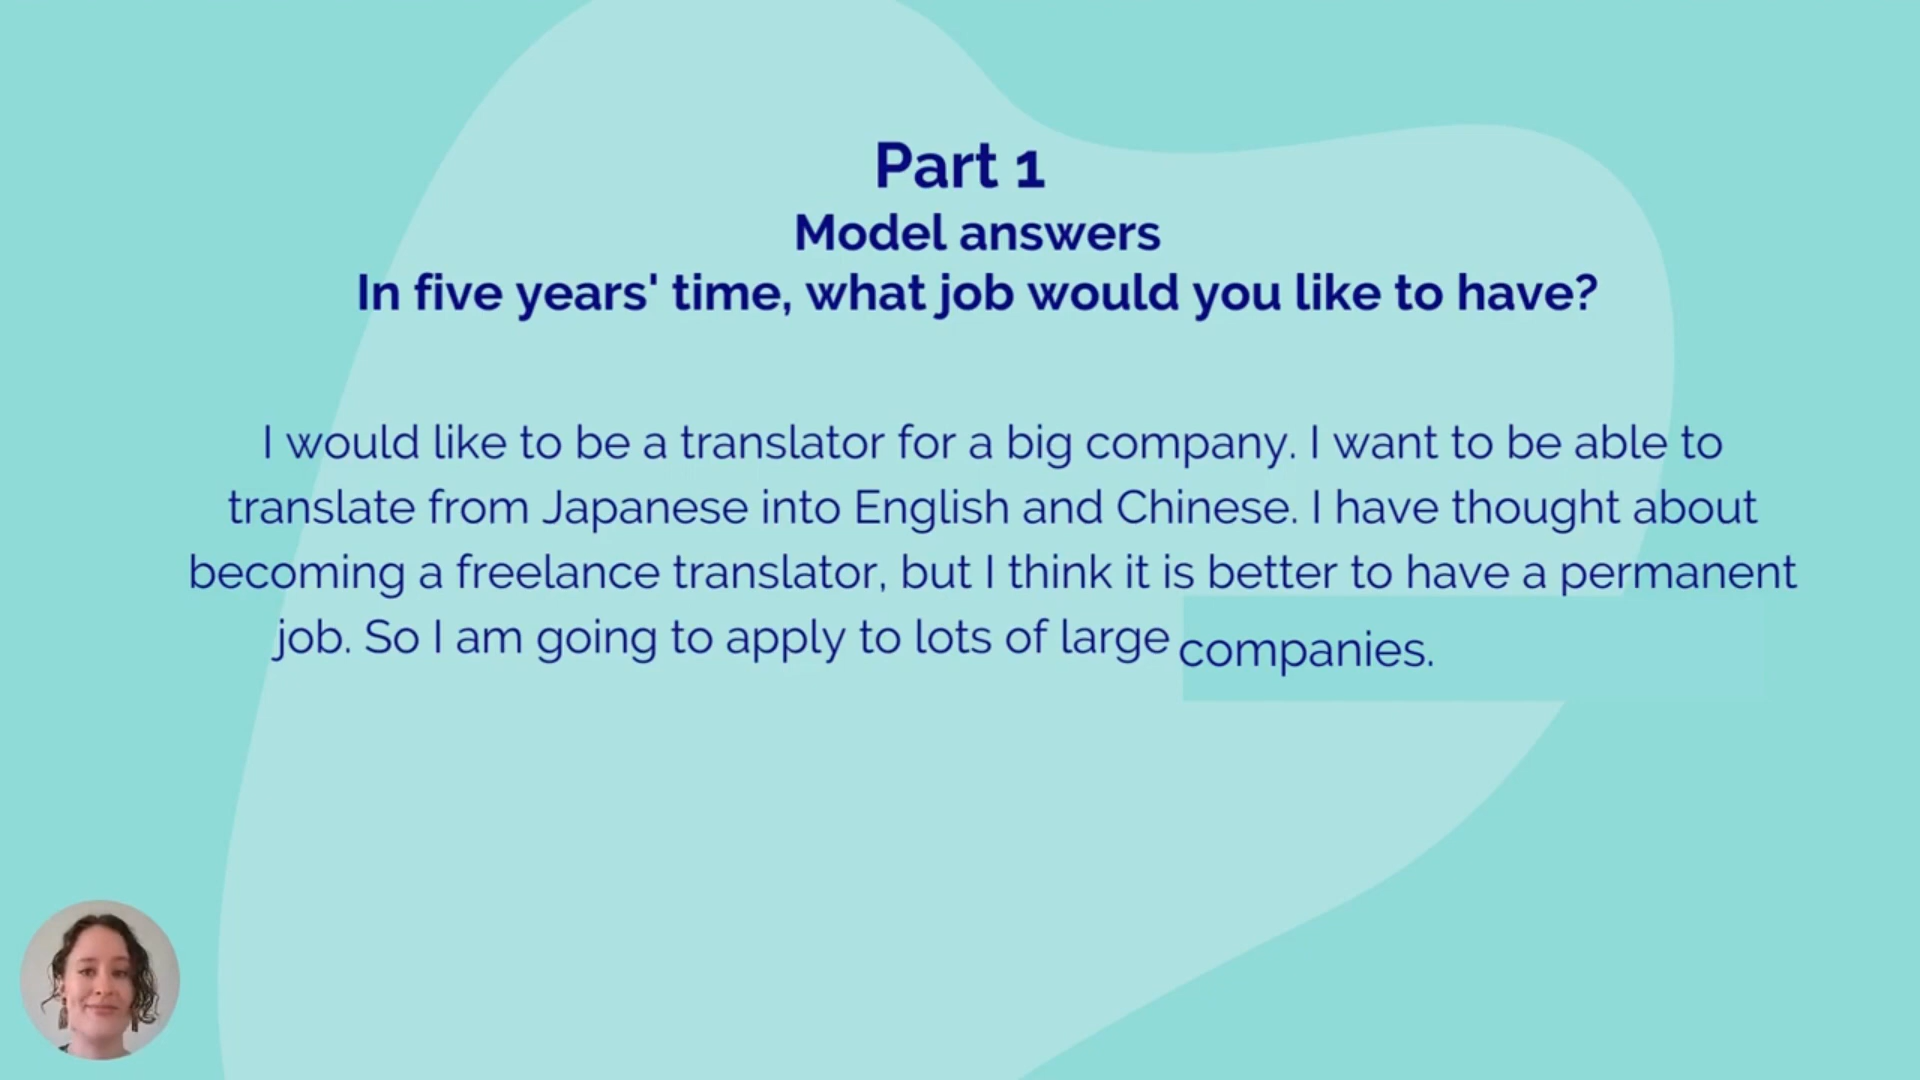 Part 1
Model answers
In five years' time, what job would you like to have?
I would like to be a translator for a big company. I want to be able to
translate from Japanese into English and Chinese. I have thought about
becoming a freelance translator, but I think it is better to have a permanent
job. So I am going to apply to lots of large companies.